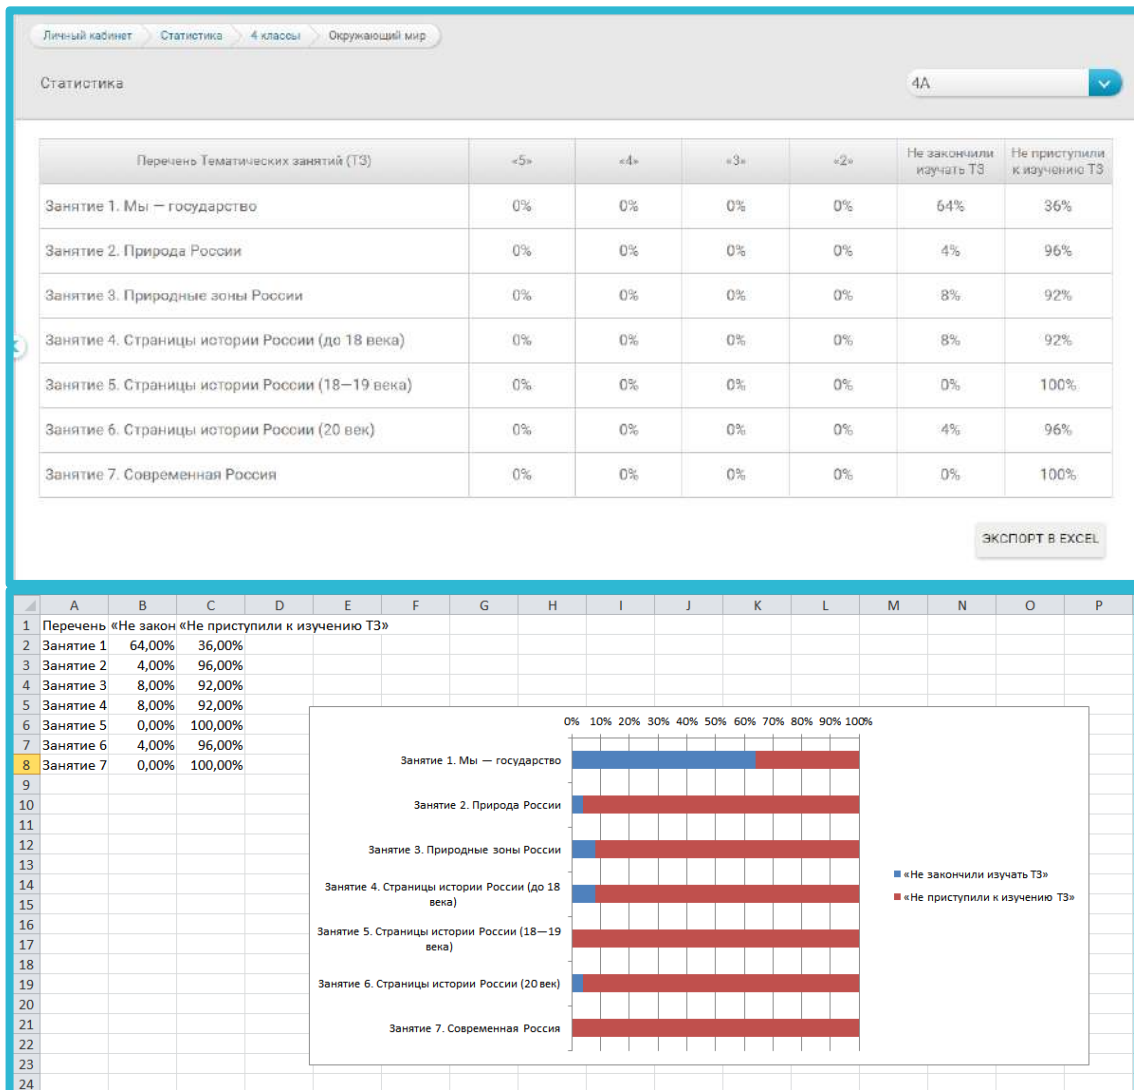 Личный кабинет Статистика 4 классы Окружающий мир
Статистика 4А
Перечень Тематических занятий (ТЗ) «5» «4» «3» «2» Не закончили изучать ТЗ Не приступили к изучению ТЗ
Занятие 1. Мы — государство 0% 0% 0% 0% 64% 36%
Занятие 2. Природа России 0% 0% 0% 0% 4% 96%
Занятие 3. Природные зоны России 0% 0% 0% 0% 8% 92%
Занятие 4. Страницы истории России (до 18 века) 0% 0% 0% 0% 8% 92%
Занятие 5. Страницы истории России (18—19 века) 0% 0% 0% 0% 0% 100%
Занятие 6. Страницы истории России (20 век) 0% 0% 0% 0% 4% 96%
Занятие 7. Современная Россия 0% 0% 0% 0% 0% 100%
ЭКСПОРТ В EXCEL
A B C D E F G H I J K L M N O P
1 Перечень «Не закон «Не приступили к изучению ТЗ»
2 Занятие 1 64,00% 36,00%
3 Занятие 2 4,00% 96,00%
4 Занятие 3 8,00% 92,00%
5 Занятие 4 8,00% 92,00%
6 Занятие 5 0,00% 100,00%
7 Занятие 6 4,00% 96,00%
8 Занятие 7 0,00% 100,00%
9
10
11
12
13
14
15
16
17
18
19
20
21
22
23
24
0% 10% 20% 30% 40% 50% 60% 70% 80% 90% 100%
Занятие 1. Мы — государство
Занятие 2. Природа России
Занятие 3. Природные зоны России
Занятие 4. Страницы истории России (до 18
века)
Занятие 5. Страницы истории России (18—19
века)
Занятие 6. Страницы истории России (20 век)
Занятие 7. Современная Россия
«Не закончили изучать ТЗ»
«Не приступили к изучению ТЗ»